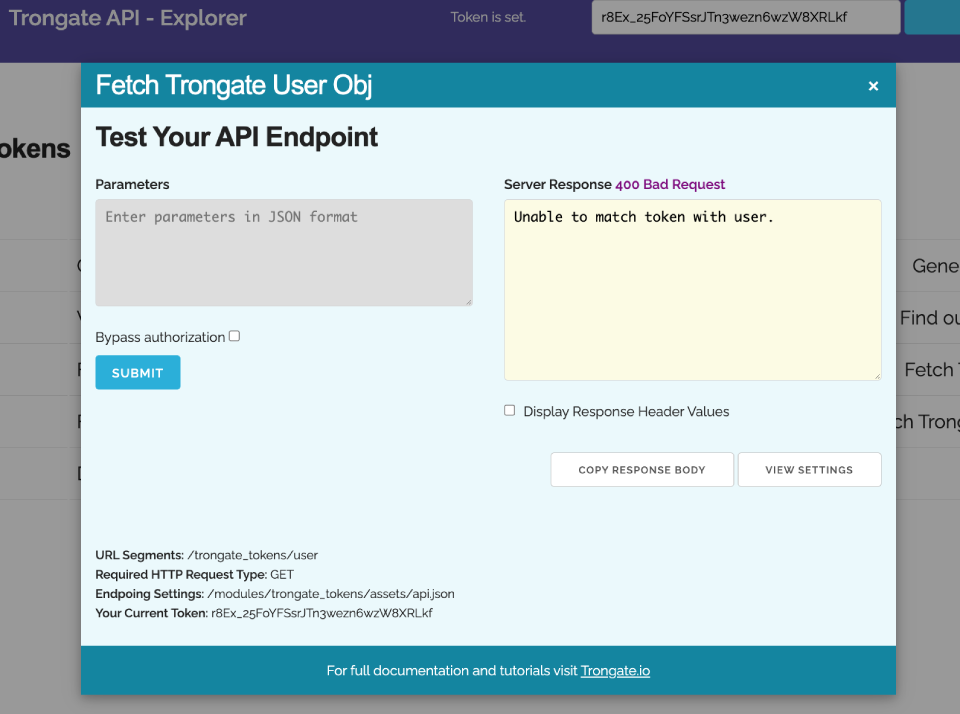 Trongate API - Explorer
Token is set.
r8Ex_25FoYFSsrJTn3wezn6wzW8XRLkf
Fetch Trongate User Obj
×
Test Your API Endpoint
okens
Parameters
Server Response 400 Bad Request
Enter parameters in JSON format
Unable to match token with user.
Gene
Find ou
Bypass authorization
Fetch T
SUBMIT
Display Response Header Values
ch Trong
COPY RESPONSE BODY
VIEW SETTINGS
URL Segments: /trongate_tokens/user
Required HTTP Request Type: GET
Endpoing Settings: /modules/trongate_tokens/assets/api.json
Your Current Token: r8Ex_25FoYFSsrJTn3wezn6wzW8XRLkf
For full documentation and tutorials visit Trongate.io